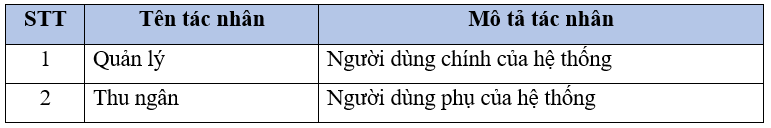 STT Tên tác nhân Mô tả tác nhân
1 Quản lý Người dùng chính của hệ thống
2 Thu ngân Người dùng phụ của hệ thống